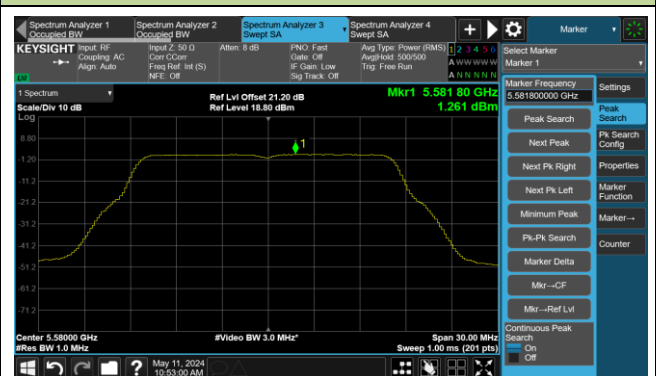 Spectrum Analyzer 1
Occupied BW
Spectrum Analyzer 2
Occupied BW
Spectrum Analyzer 3
Swept SA
Spectrum Analyzer 4
Swept SA
Marker
KEYSIGHT
Input: RF
Coupling: AC
Align: Auto
Input Z: 50 Ω
Corr CCorr
Freq Ref: Int (S)
NFE: Off
Atten: 8 dB
PNO: Fast
Gate: Off
IF Gain: Low
Sig Track: Off
Avg Type: Power (RMS)
Avg|Hold: 500/500
Trig: Free Run
1 2 3 4 5 6
A W W W W W
A N N N N N
Select Marker
Marker 1
1 Spectrum
Scale/Div 10 dB
Log
Ref Lvl Offset 21.20 dB
Ref Level 18.80 dBm
Mkr1 5.581 80 GHz
1.261 dBm
1
8.80
-1.20
-11.2
-21.2
-31.2
-41.2
-51.2
-61.2
-71.2
Center 5.58000 GHz
#Res BW 1.0 MHz
#Video BW 3.0 MHz*
Span 30.00 MHz
Sweep 1.00 ms (201 pts)
Marker Frequency
5.581800000 GHz
Peak Search
Next Peak
Next Pk Right
Next Pk Left
Minimum Peak
Pk-Pk Search
Marker Delta
Mkr→CF
Mkr→Ref Lvl
Continuous Peak
Search
On
Off
Settings
Peak
Search
Pk Search
Config
Properties
Marker
Function
Marker→
Counter
May 11, 2024
10:53:00 AM